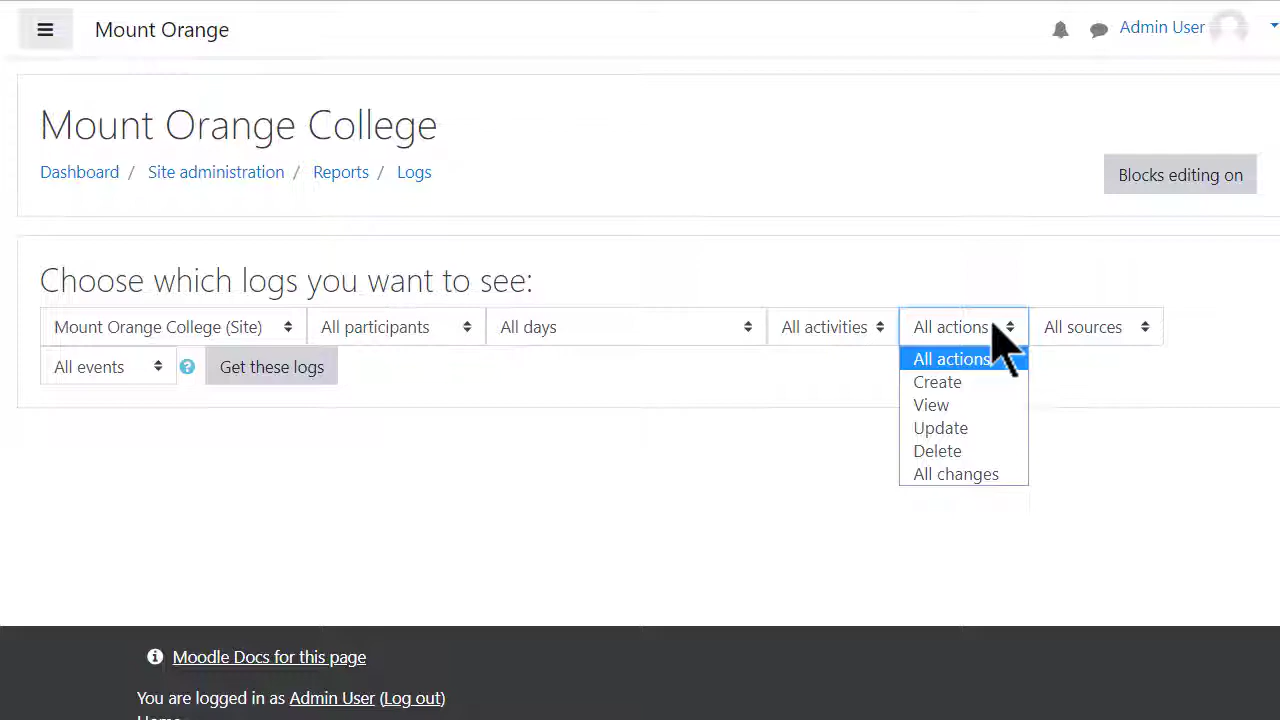 Mount Orange
Admin User
Mount Orange College
Dashboard / Site administration / Reports / Logs
Blocks editing on
Choose which logs you want to see:
Mount Orange College (Site) All participants All days All activities All actions All sources
All events Get these logs
All actions
Create
View
Update
Delete
All changes
Moodle Docs for this page
You are logged in as Admin User (Log out)
Home